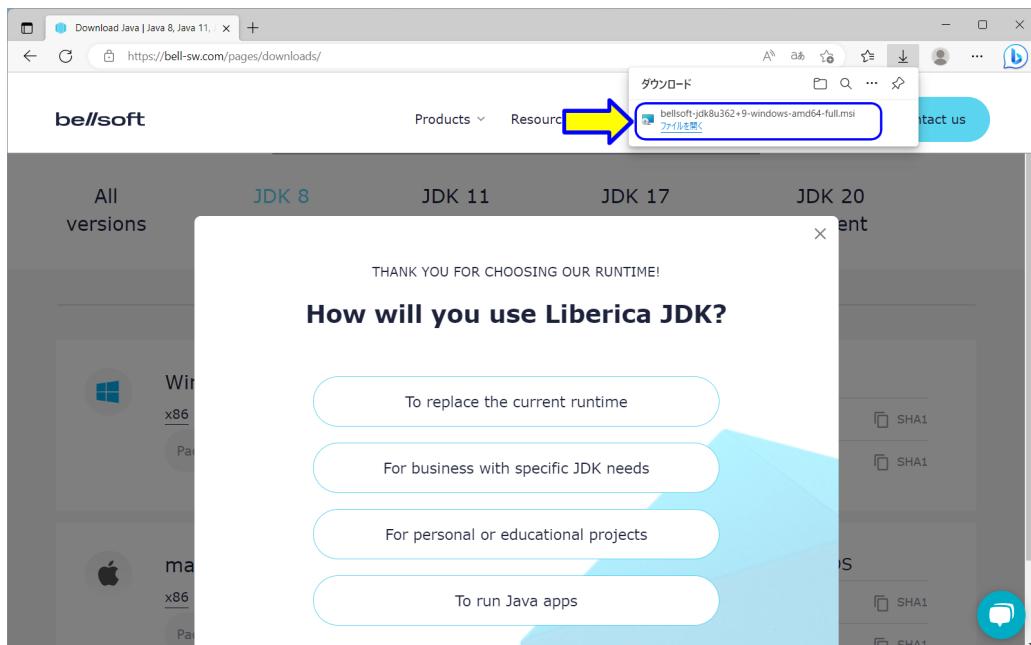 Download Java | Java 8, Java 11,
https://bell-sw.com/pages/downloads/
ダウンロード
bellsoft-jdk8u362+9-windows-amd64-full.msi
ファイルを開く
bellsoft
Products
Resourc
ntact us
All versions
JDK 8
JDK 11
JDK 17
JDK 20
ent
THANK YOU FOR CHOOSING OUR RUNTIME!
How will you use Liberica JDK?
To replace the current runtime
For business with specific JDK needs
For personal or educational projects
To run Java apps
Win
x86
Pac
SHA1
SHA1
ma
x86
Pa
OS
SHA1
SHA1